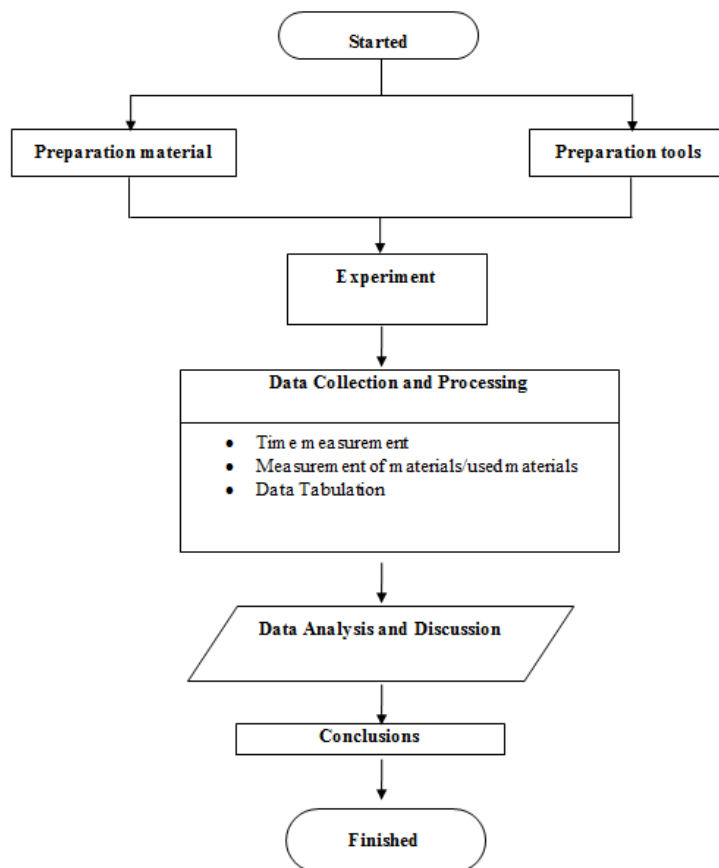 Started
Preparation material
Preparation tools
Experiment
Data Collection and Processing
• Time measurement
• Measurement of materials/used materials
• Data Tabulation
Data Analysis and Discussion
Conclusions
Finished